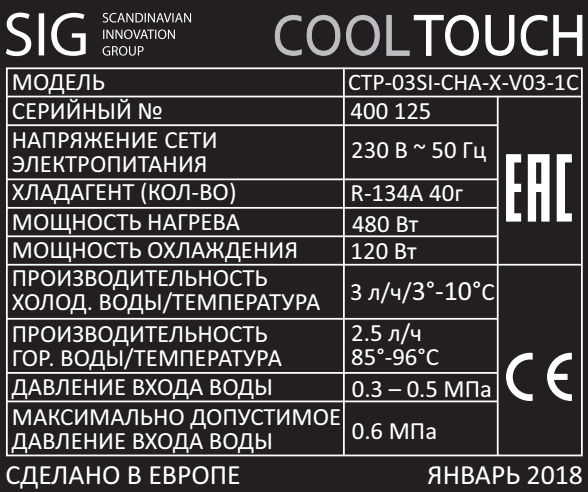 SIG SCANDINAVIAN
INNOVATION
GROUP
COOLTOUCH
МОДЕЛЬ CTP-03SI-CHA-X-V03-1C
СЕРИЙНЫЙ № 400 125
НАПРЯЖЕНИЕ СЕТИ
ЭЛЕКТРОПИТАНИЯ 230 В ~ 50 Гц
ХЛАДАГЕНТ (КОЛ-ВО) R-134A 40г
МОЩНОСТЬ НАГРЕВА 480 Вт
МОЩНОСТЬ ОХЛАЖДЕНИЯ 120 Вт
EAC
ПРОИЗВОДИТЕЛЬНОСТЬ
ХОЛОД. ВОДЫ/ТЕМПЕРАТУРА 3 л/ч/3°-10°C
ПРОИЗВОДИТЕЛЬНОСТЬ
ГОР. ВОДЫ/ТЕМПЕРАТУРА
2.5 л/ч
85°-96°C
ДАВЛЕНИЕ ВХОДА ВОДЫ 0.3 – 0.5 МПа
МАКСИМАЛЬНО ДОПУСТИМОЕ
ДАВЛЕНИЕ ВХОДА ВОДЫ 0.6 МПа
CE
СДЕЛАНО В ЕВРОПЕ ЯНВАРЬ 2018